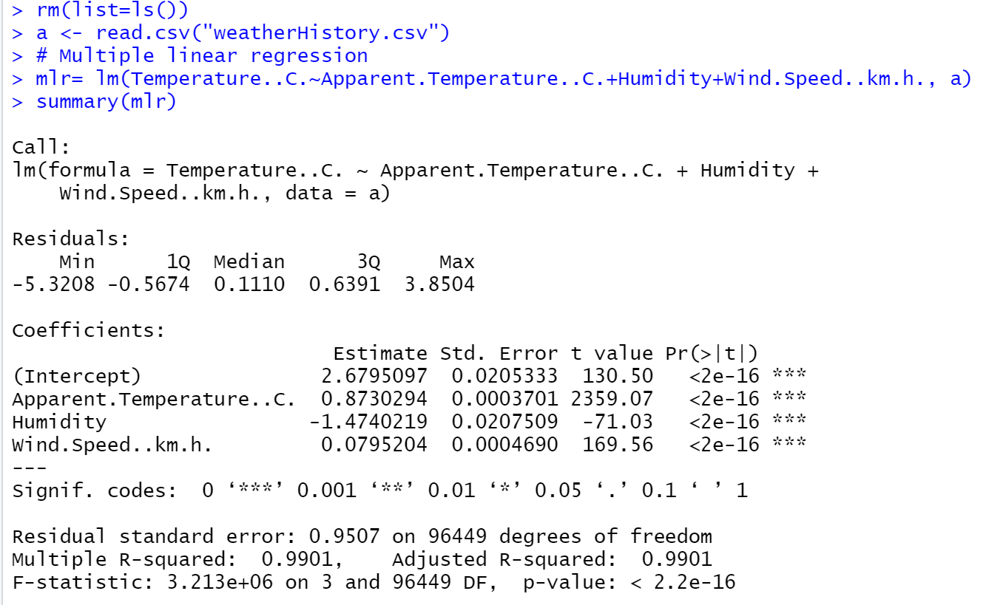 > rm(list=ls())
> a <- read.csv("weatherHistory.csv")
> # Multiple linear regression
> mlr= lm(Temperature..C.~Apparent.Temperature..C.+Humidity+Wind.Speed..km.h., a)
> summary(mlr)
Call:
lm(formula = Temperature..C. ~ Apparent.Temperature..C. + Humidity +
    Wind.Speed..km.h., data = a)
Residuals:
    Min      1Q  Median      3Q     Max
-5.3208 -0.5674  0.1110  0.6391  3.8504
Coefficients:
                           Estimate Std. Error t value Pr(>|t|)
(Intercept)               2.6795097  0.0205333  130.50   <2e-16 ***
Apparent.Temperature..C.  0.8730294  0.0003701 2359.07   <2e-16 ***
Humidity                 -1.4740219  0.0207509  -71.03   <2e-16 ***
Wind.Speed..km.h.         0.0795204  0.0004690  169.56   <2e-16 ***
---
Signif. codes:  0 ‘***’ 0.001 ‘**’ 0.01 ‘*’ 0.05 ‘.’ 0.1 ‘ ’ 1
Residual standard error: 0.9507 on 96449 degrees of freedom
Multiple R-squared:  0.9901,	Adjusted R-squared:  0.9901
F-statistic: 3.213e+06 on 3 and 96449 DF,  p-value: < 2.2e-16